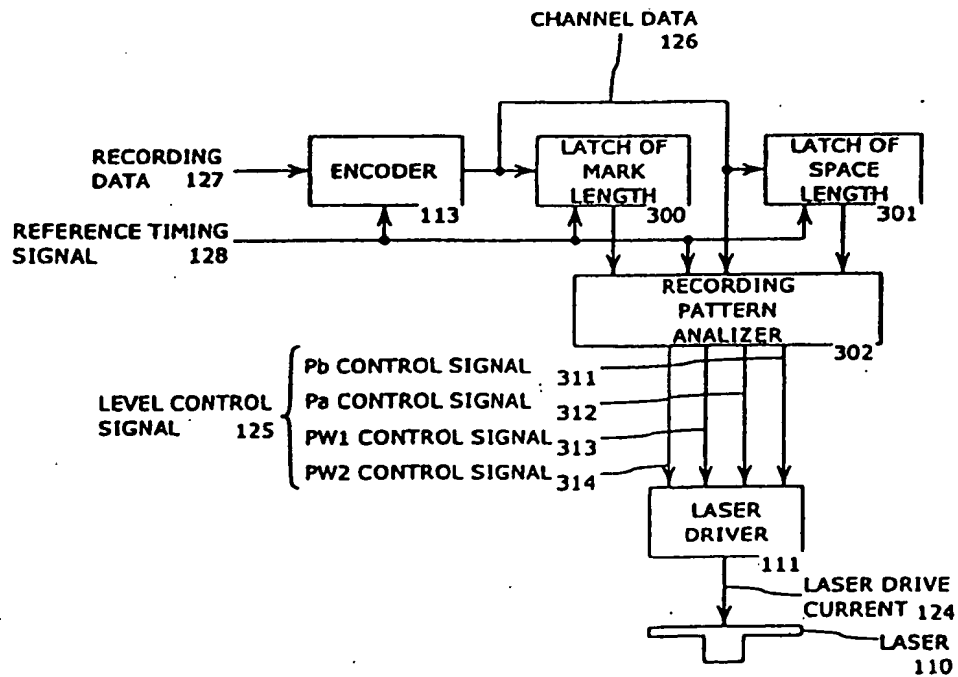 CHANNEL DATA
126
RECORDING
DATA 127
ENCODER
113
LATCH OF
MARK
LENGTH
300
LATCH OF
SPACE
LENGTH
301
REFERENCE TIMING
SIGNAL 128
RECORDING
PATTERN
ANALIZER
302
LEVEL CONTROL
SIGNAL 125
Pb CONTROL SIGNAL 311
Pa CONTROL SIGNAL 312
PW1 CONTROL SIGNAL 313
PW2 CONTROL SIGNAL 314
LASER
DRIVER
111
LASER DRIVE
CURRENT 124
LASER
110